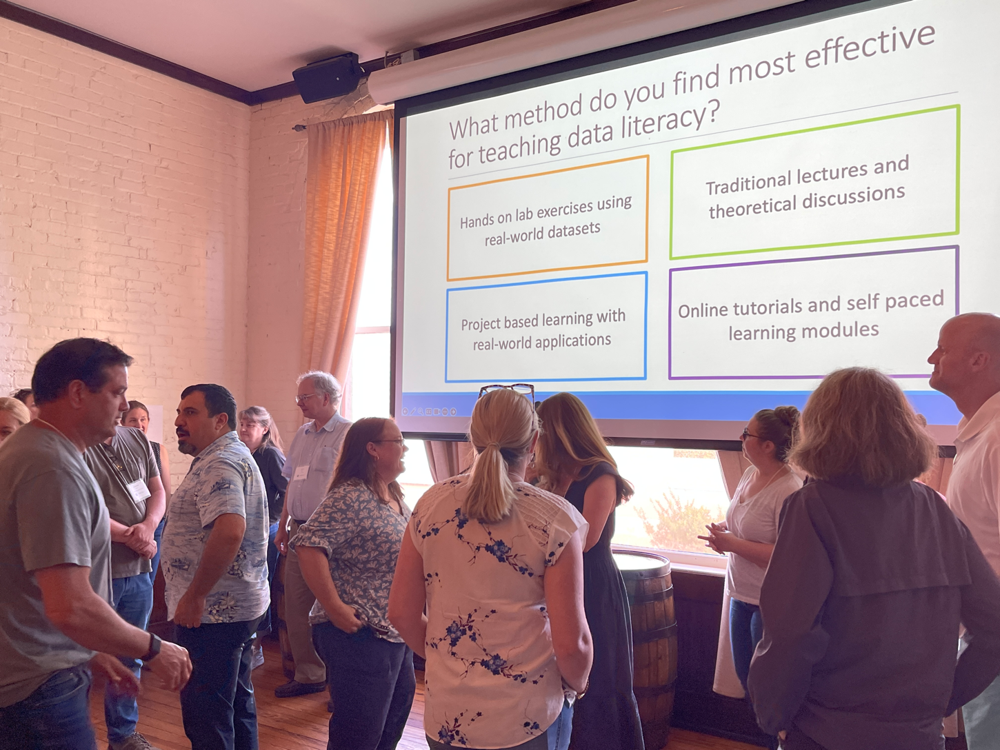 What method do you find most effective
for teaching data literacy?
Hands on lab exercises using
real-world datasets
Traditional lectures and
theoretical discussions
Project based learning with
real-world applications
Online tutorials and self paced
learning modules